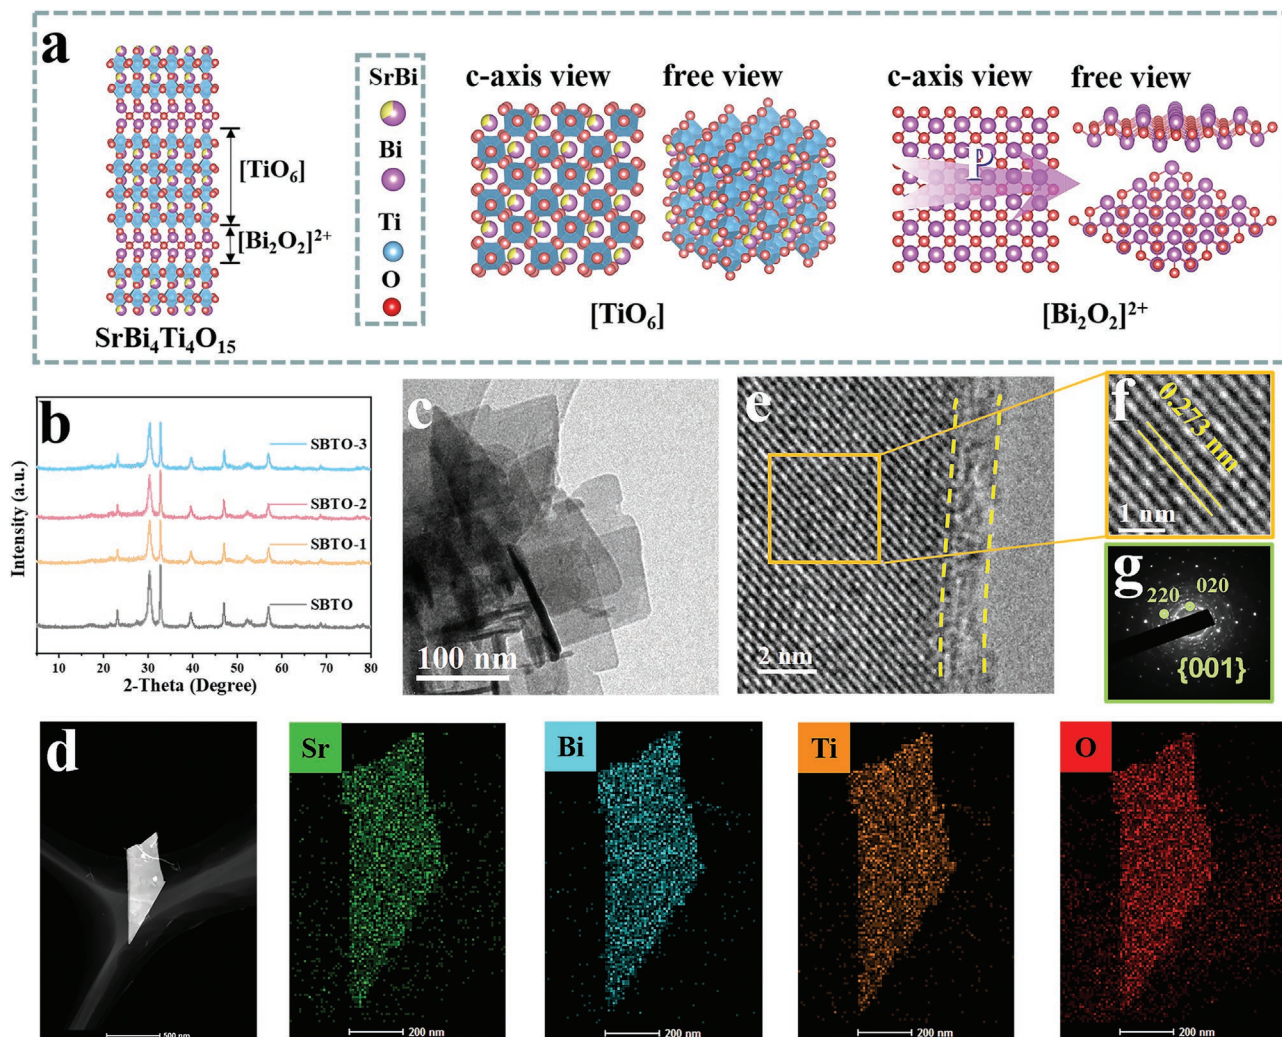 a
SrBi
Bi
Ti
O
[TiO₆]
[Bi₂O₂]²⁺
SrBi₄Ti₄O₁₅
c-axis view
free view
[TiO₆]
c-axis view
free view
P
[Bi₂O₂]²⁺
b
Intensity (a.u.)
SBTO-3
SBTO-2
SBTO-1
SBTO
10 20 30 40 50 60 70 80
2-Theta (Degree)
c
100 nm
e
2 nm
f
0.273 nm
1 nm
g
220
020
{001}
d
500 nm
Sr
200 nm
Bi
200 nm
Ti
200 nm
O
200 nm